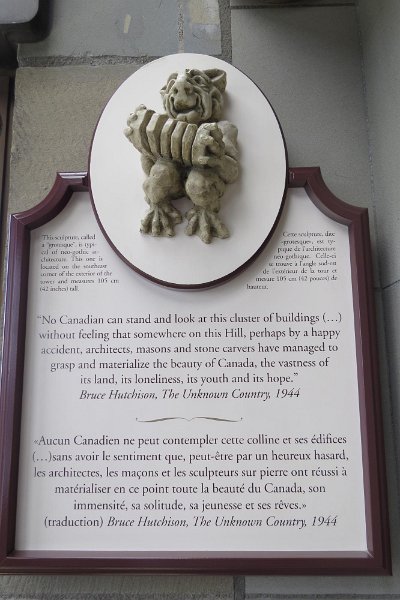 This sculpture, called
a "grotesque", is typi-
cal of neo-gothic ar-
chitecture. This one is
located on the southeast
corner of the exterior of the
tower and measures 105 cm
(42 inches) tall.
Cette sculpture, dite
«grotesque», est ty-
pique de l'architecture
neo-gothique. Celle-ci
se trouve à l'angle sud-est
de l'extérieur de la tour et
mesure 105 cm (42 pouces) de
hauteur.
"No Canadian can stand and look at this cluster of buildings (...)
without feeling that somewhere on this Hill, perhaps by a happy
accident, architects, masons and stone carvers have managed to
grasp and materialize the beauty of Canada, the vastness of
its land, its loneliness, its youth and its hope."
Bruce Hutchison, The Unknown Country, 1944
«Aucun Canadien ne peut contempler cette colline et ses édifices
(...)sans avoir le sentiment que, peut-être par un heureux hasard,
les architectes, les maçons et les sculpteurs sur pierre ont réussi à
matérialiser en ce point toute la beauté du Canada, son
immensité, sa solitude, sa jeunesse et ses rêves.»
(traduction) Bruce Hutchison, The Unknown Country, 1944